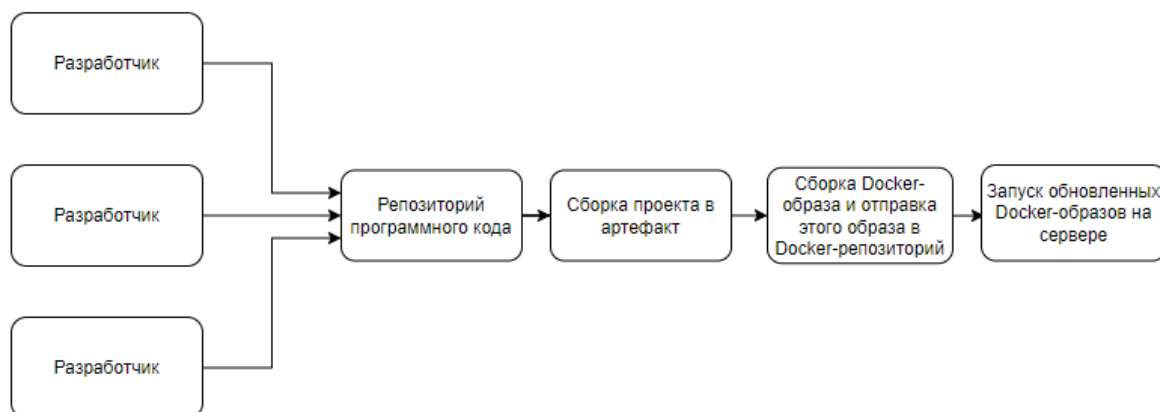 Разработчик
Разработчик
Разработчик
Репозиторий
программного кода
Сборка проекта в
артефакт
Сборка Docker-
образа и отправка
этого образа в
Docker-репозиторий
Запуск обновленных
Docker-образов на
сервере